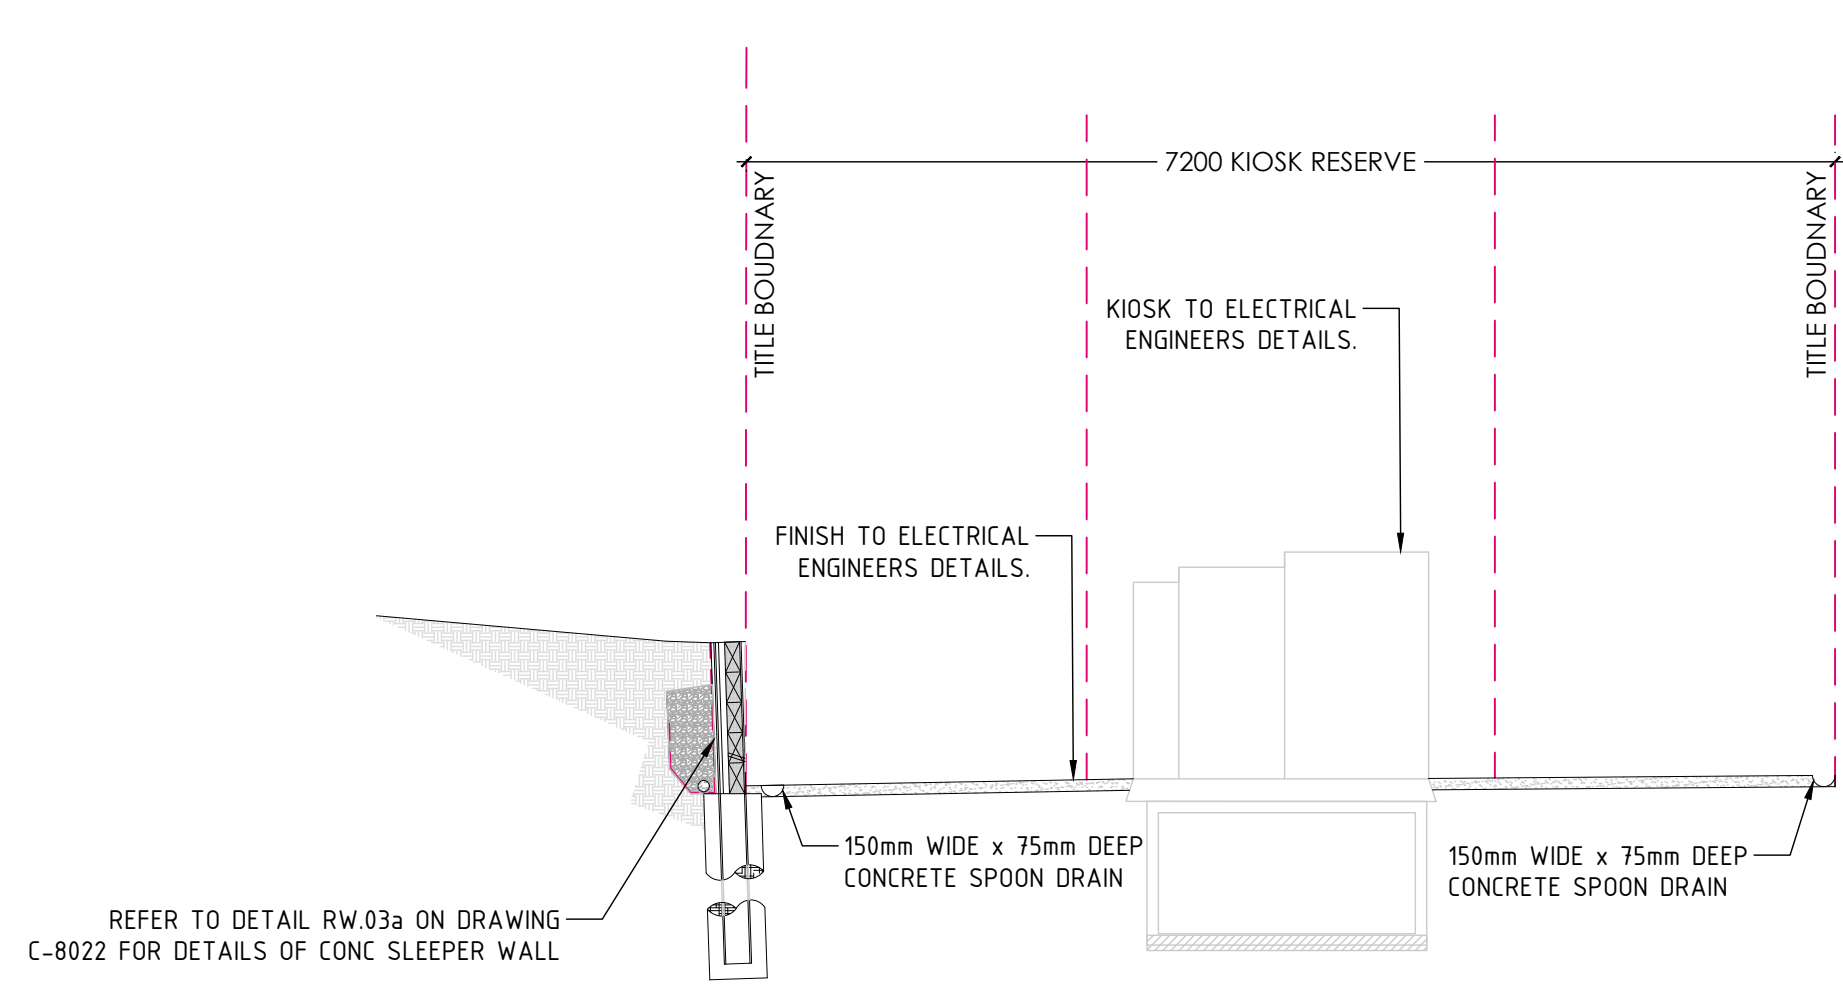 7200 KIOSK RESERVE
TITLE BOUDNARY
TITLE BOUDNARY
KIOSK TO ELECTRICAL
ENGINEERS DETAILS.
FINISH TO ELECTRICAL
ENGINEERS DETAILS.
150mm WIDE x 75mm DEEP
CONCRETE SPOON DRAIN
150mm WIDE x 75mm DEEP
CONCRETE SPOON DRAIN
REFER TO DETAIL RW.03a ON DRAWING
C-8022 FOR DETAILS OF CONC SLEEPER WALL